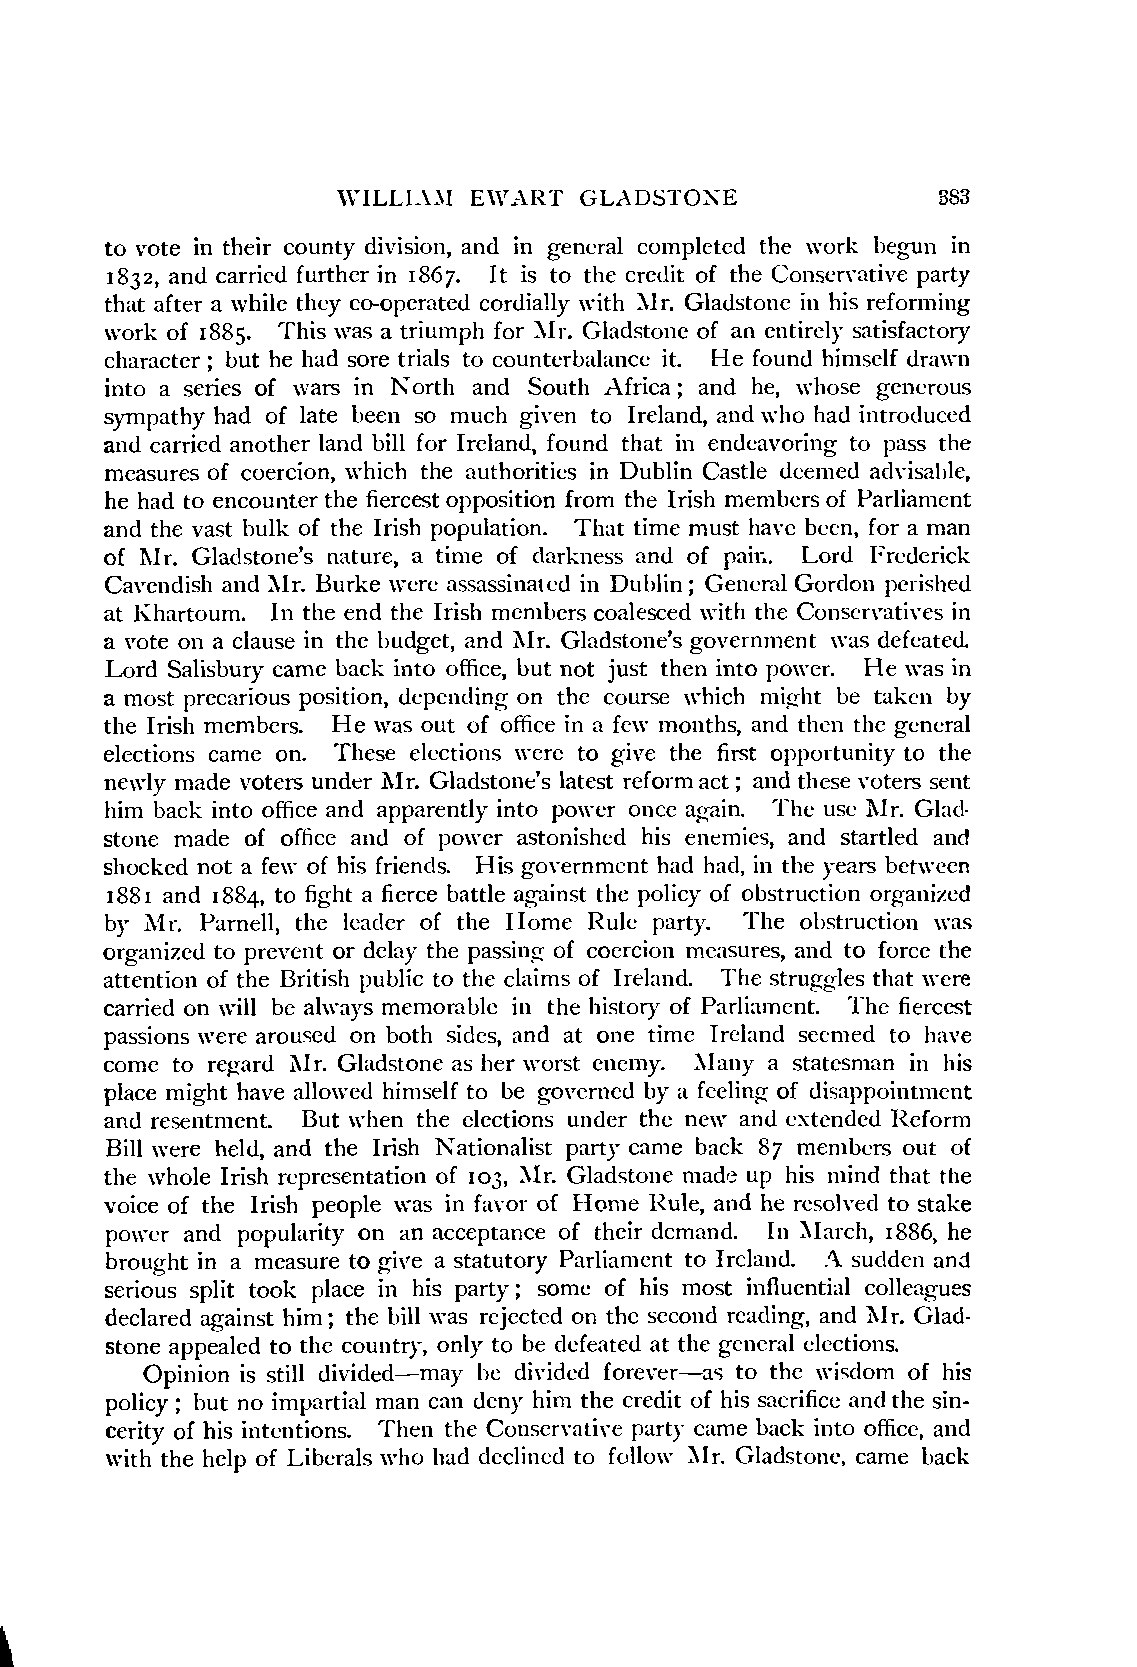 WILLIAM EWART GLADSTONE 383
to vote in their county division, and in general completed the work begun in
1832, and carried further in 1867. It is to the credit of the Conservative party
that after a while they co-operated cordially with Mr. Gladstone in his reforming
work of 1885. This was a triumph for Mr. Gladstone of an entirely satisfactory
character ; but he had sore trials to counterbalance it. He found himself drawn
into a series of wars in North and South Africa ; and he, whose generous
sympathy had of late been so much given to Ireland, and who had introduced
and carried another land bill for Ireland, found that in endeavoring to pass the
measures of coercion, which the authorities in Dublin Castle deemed advisable,
he had to encounter the fiercest opposition from the Irish members of Parliament
and the vast bulk of the Irish population. That time must have been, for a man
of Mr. Gladstone's nature, a time of darkness and of pain. Lord Frederick
Cavendish and Mr. Burke were assassinated in Dublin ; General Gordon perished
at Khartoum. In the end the Irish members coalesced with the Conservatives in
a vote on a clause in the budget, and Mr. Gladstone's government was defeated.
Lord Salisbury came back into office, but not just then into power. He was in
a most precarious position, depending on the course which might be taken by
the Irish members. He was out of office in a few months, and then the general
elections came on. These elections were to give the first opportunity to the
newly made voters under Mr. Gladstone's latest reform act ; and these voters sent
him back into office and apparently into power once again. The use Mr. Glad-
stone made of office and of power astonished his enemies, and startled and
shocked not a few of his friends. His government had had, in the years between
1881 and 1884, to fight a fierce battle against the policy of obstruction organized
by Mr. Parnell, the leader of the Home Rule party. The obstruction was
organized to prevent or delay the passing of coercion measures, and to force the
attention of the British public to the claims of Ireland. The struggles that were
carried on will be always memorable in the history of Parliament. The fiercest
passions were aroused on both sides, and at one time Ireland seemed to have
come to regard Mr. Gladstone as her worst enemy. Many a statesman in his
place might have allowed himself to be governed by a feeling of disappointment
and resentment. But when the elections under the new and extended Reform
Bill were held, and the Irish Nationalist party came back 87 members out of
the whole Irish representation of 103, Mr. Gladstone made up his mind that the
voice of the Irish people was in favor of Home Rule, and he resolved to stake
power and popularity on an acceptance of their demand. In March, 1886, he
brought in a measure to give a statutory Parliament to Ireland. A sudden and
serious split took place in his party ; some of his most influential colleagues
declared against him ; the bill was rejected on the second reading, and Mr. Glad-
stone appealed to the country, only to be defeated at the general elections.
Opinion is still divided—may be divided forever—as to the wisdom of his
policy ; but no impartial man can deny him the credit of his sacrifice and the sin-
cerity of his intentions. Then the Conservative party came back into office, and
with the help of Liberals who had declined to follow Mr. Gladstone, came back